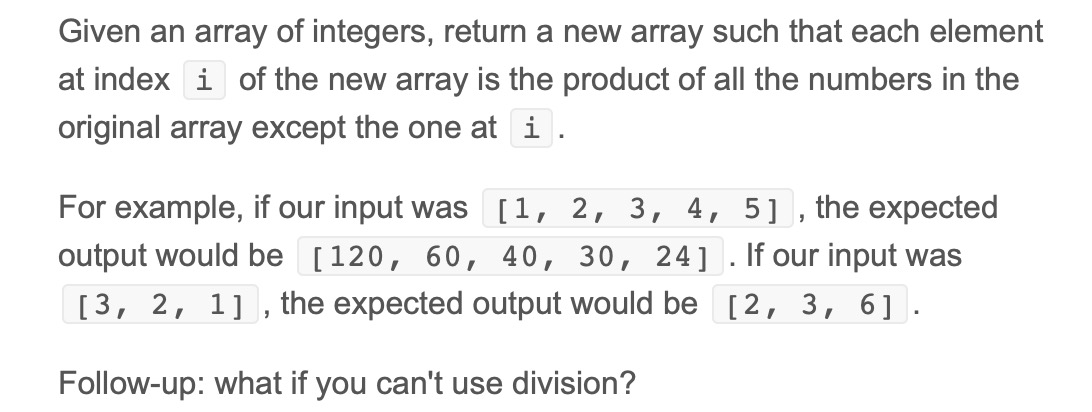 Given an array of integers, return a new array such that each element
at index i of the new array is the product of all the numbers in the
original array except the one at i.
For example, if our input was [1, 2, 3, 4, 5], the expected
output would be [120, 60, 40, 30, 24]. If our input was
[3, 2, 1], the expected output would be [2, 3, 6].
Follow-up: what if you can't use division?